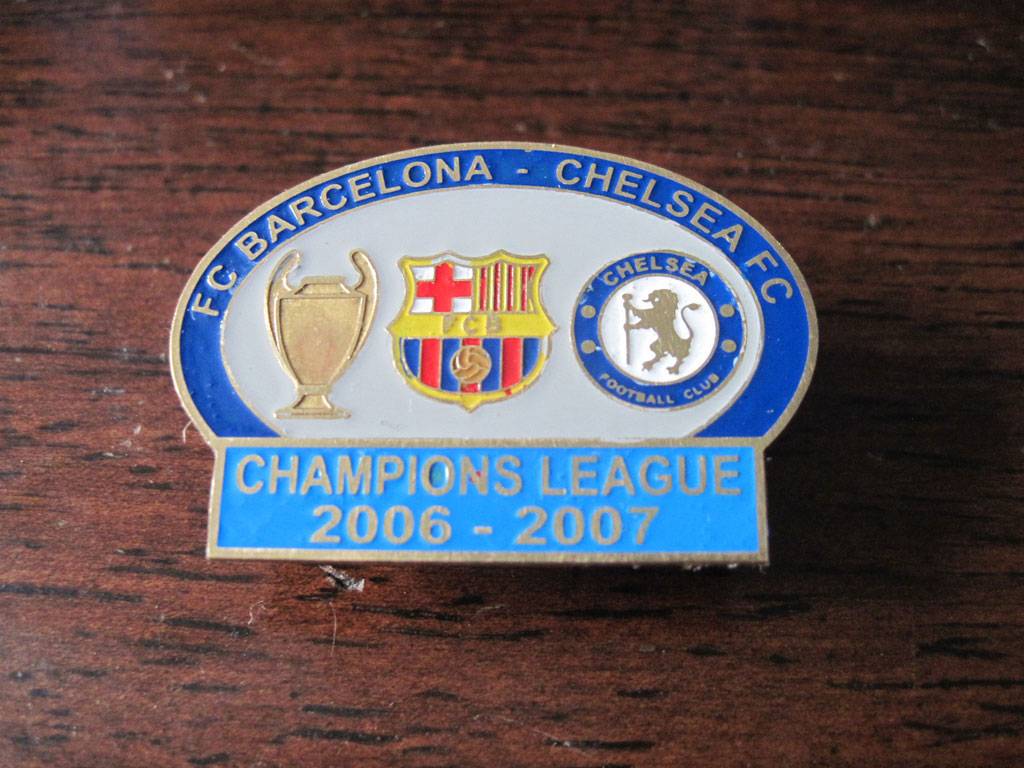 FC BARCELONA - CHELSEA FC
FCB
CHELSEA
FOOTBALL CLUB
CHAMPIONS LEAGUE
2006 - 2007